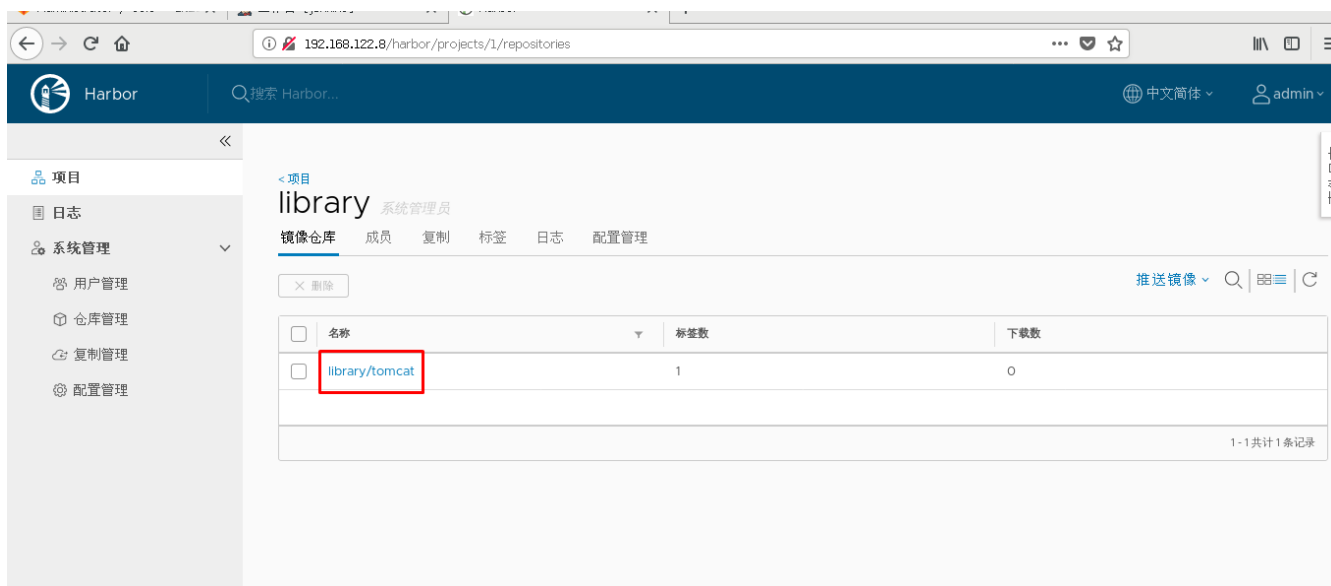 192.168.122.8/harbor/projects/1/repositories
Harbor
搜索 Harbor...
中文简体
admin
项目
日志
系统管理
用户管理
仓库管理
复制管理
配置管理
< 项目
library 系统管理员
镜像仓库 成员 复制 标签 日志 配置管理
× 删除
推送镜像
名称 标签数 下载数
library/tomcat 1 0
1 - 1 共计 1 条记录